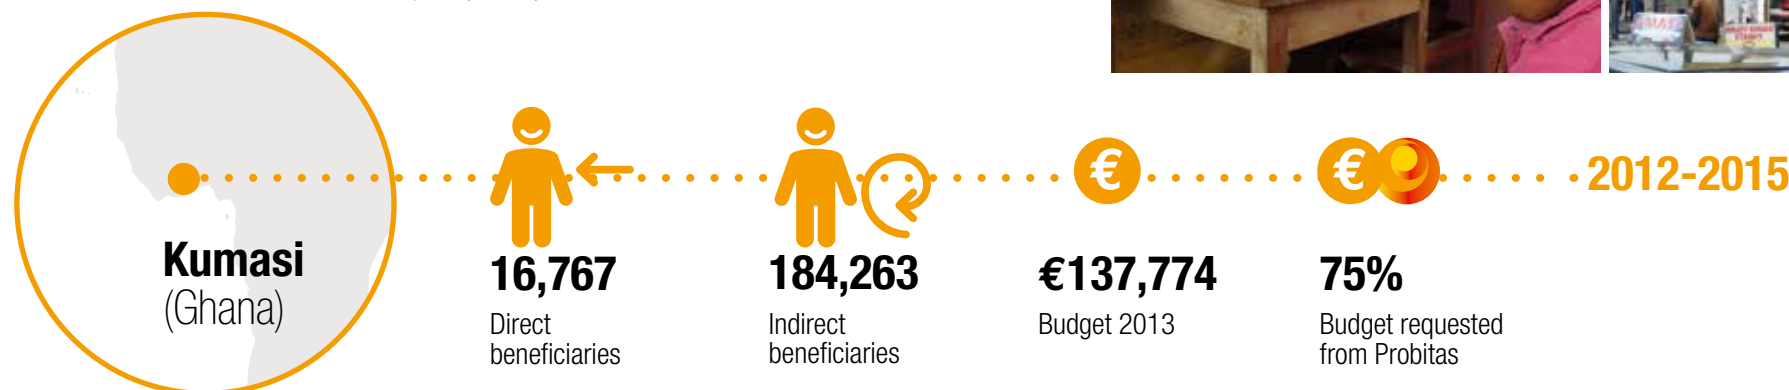 Kumasi
(Ghana)
16,767
Direct
beneficiaries
184,263
Indirect
beneficiaries
€137,774
Budget 2013
75%
Budget requested
from Probitas
2012-2015